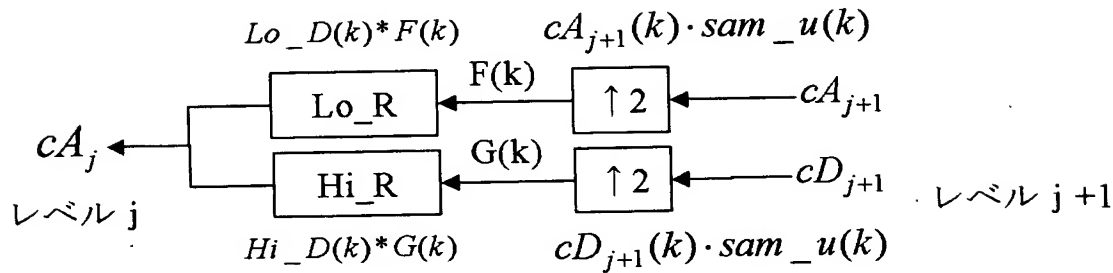 Lo_D(k)*F(k) cA_{j+1}(k)·sam_u(k)
Lo_R F(k) ↑2 cA_{j+1}
cA_j
Hi_R G(k) ↑2 cD_{j+1}
レベル j レベル j+1
Hi_D(k)*G(k) cD_{j+1}(k)·sam_u(k)